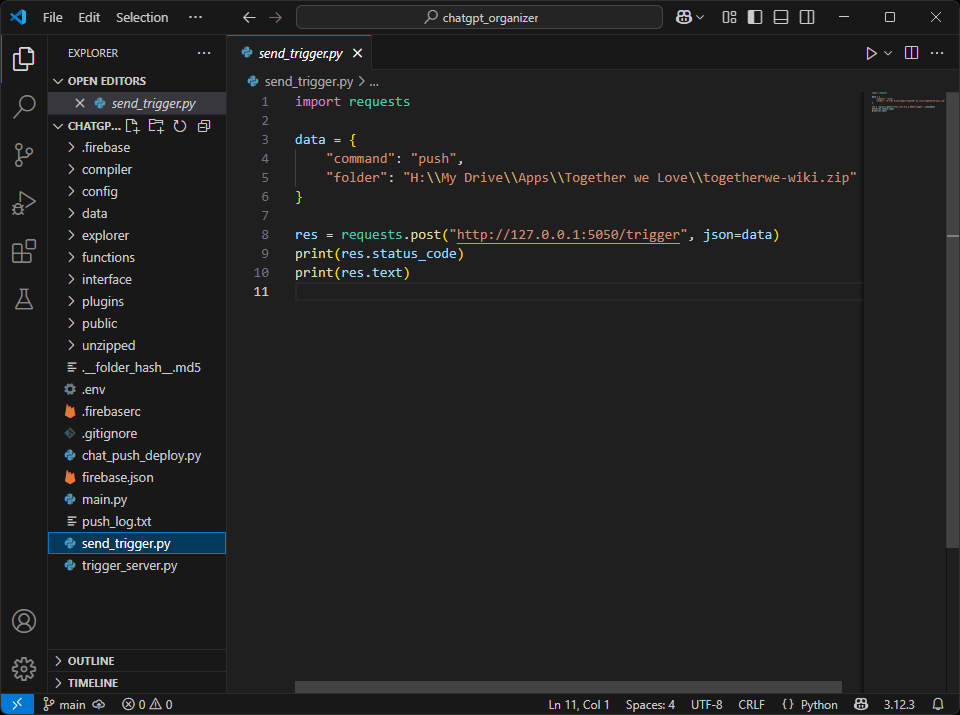 File Edit Selection ··· chatgpt_organizer
EXPLORER ···
OPEN EDITORS
send_trigger.py
CHATGP...
.firebase
compiler
config
data
explorer
functions
interface
plugins
public
unzipped
.__folder_hash__.md5
.env
.firebaserc
.gitignore
chat_push_deploy.py
firebase.json
main.py
push_log.txt
send_trigger.py
trigger_server.py
OUTLINE
TIMELINE
send_trigger.py
send_trigger.py > ...
1 import requests
2
3 data = {
4     "command": "push",
5     "folder": "H:\\My Drive\\Apps\\Together we Love\\togetherwe-wiki.zip"
6 }
7
8 res = requests.post("http://127.0.0.1:5050/trigger", json=data)
9 print(res.status_code)
10 print(res.text)
11
main 0 0 Ln 11, Col 1 Spaces: 4 UTF-8 CRLF {} Python 3.12.3